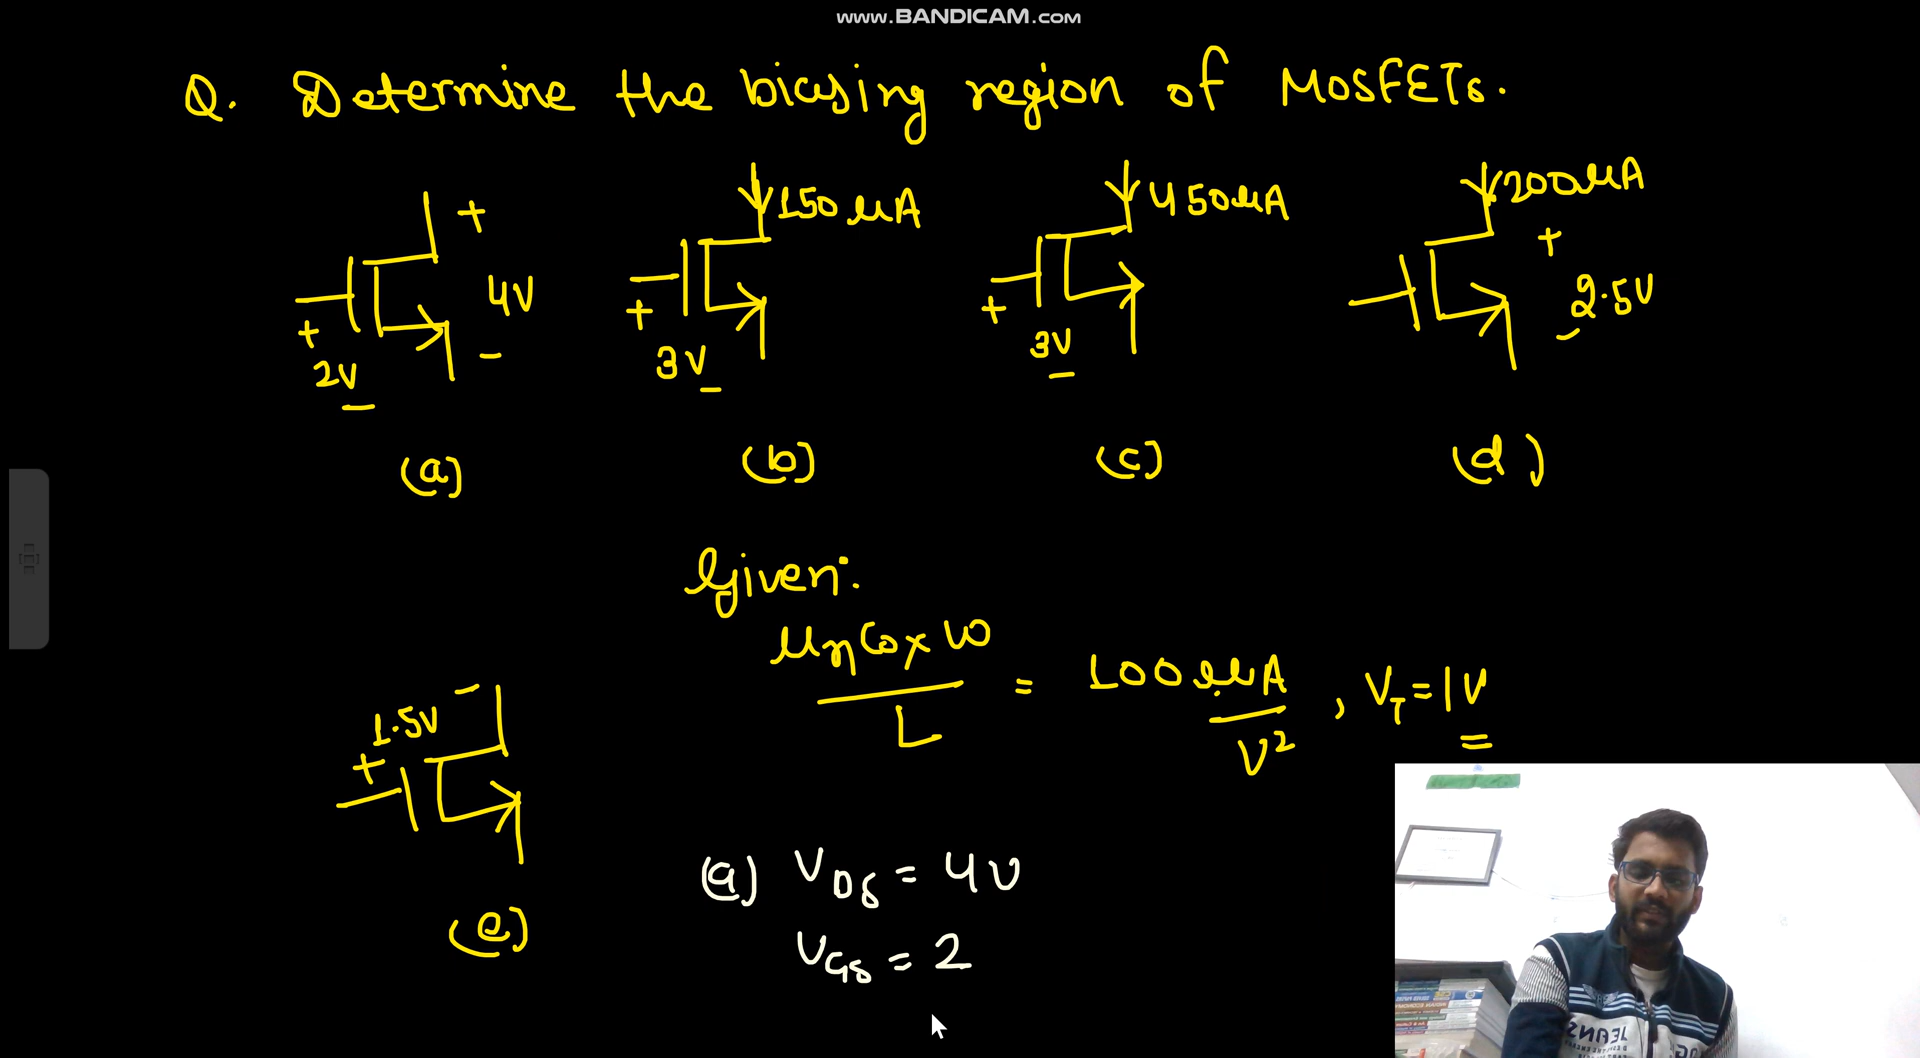 www.BANDICAM.com
Q. Determine the biasing region of MOSFETs.
+ 4V - + 2V -
150 μA + 3V -
450 μA + 3V -
200 μA + 2.5V -
(a) (b) (c) (d)
Given:
μnCox W / L = 100 μA / V² , VT = 1V
- 1.5V +
(e)
(a) VDS = 4V
VGS = 2
JEANS